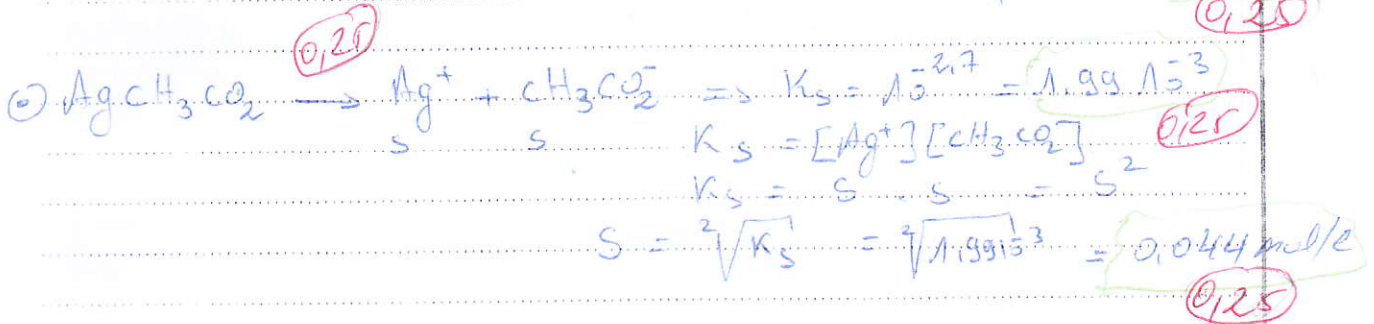 0,25
0,25
⊙ AgCH₃CO₂ → Ag⁺ + CH₃CO₂⁻ => Ks = 10^-2,7 = 1.99 10^-3
s s Ks = [Ag⁺][CH₃CO₂⁻] 0,25
Ks = s . s = s²
S = ²√Ks = ²√1,99 10^-3 = 0,044 mol/l
0,25